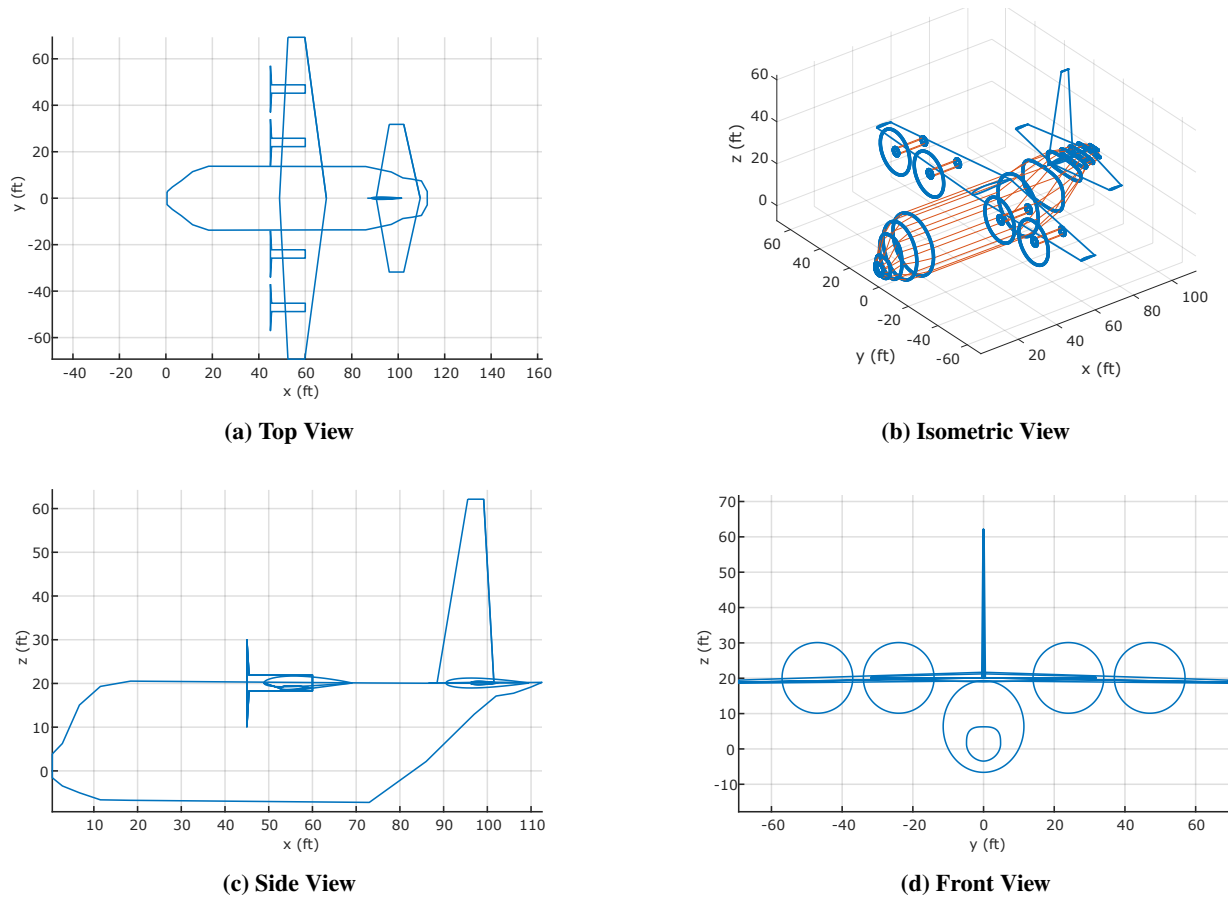 60
40
20
0
-20
-40
-60
y (ft)
-40 -20 0 20 40 60 80 100 120 140 160
x (ft)
(a) Top View
60
40
20
0
z (ft)
60
40
20
0
-20
-40
-60
y (ft)
20
40
60
80
100
x (ft)
(b) Isometric View
60
50
40
30
20
10
0
z (ft)
10 20 30 40 50 60 70 80 90 100 110
x (ft)
(c) Side View
70
60
50
40
30
20
10
0
-10
z (ft)
-60 -40 -20 0 20 40 60
y (ft)
(d) Front View